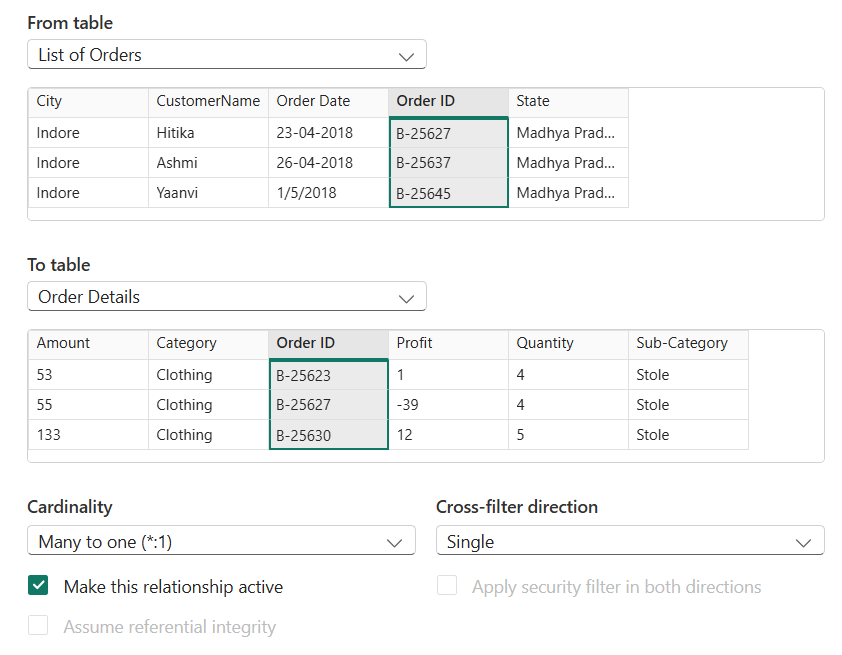 From table
List of Orders
City CustomerName Order Date Order ID State
Indore Hitika 23-04-2018 B-25627 Madhya Prad...
Indore Ashmi 26-04-2018 B-25637 Madhya Prad...
Indore Yaanvi 1/5/2018 B-25645 Madhya Prad...
To table
Order Details
Amount Category Order ID Profit Quantity Sub-Category
53 Clothing B-25623 1 4 Stole
55 Clothing B-25627 -39 4 Stole
133 Clothing B-25630 12 5 Stole
Cardinality Cross-filter direction
Many to one (*:1) Single
Make this relationship active Apply security filter in both directions
Assume referential integrity